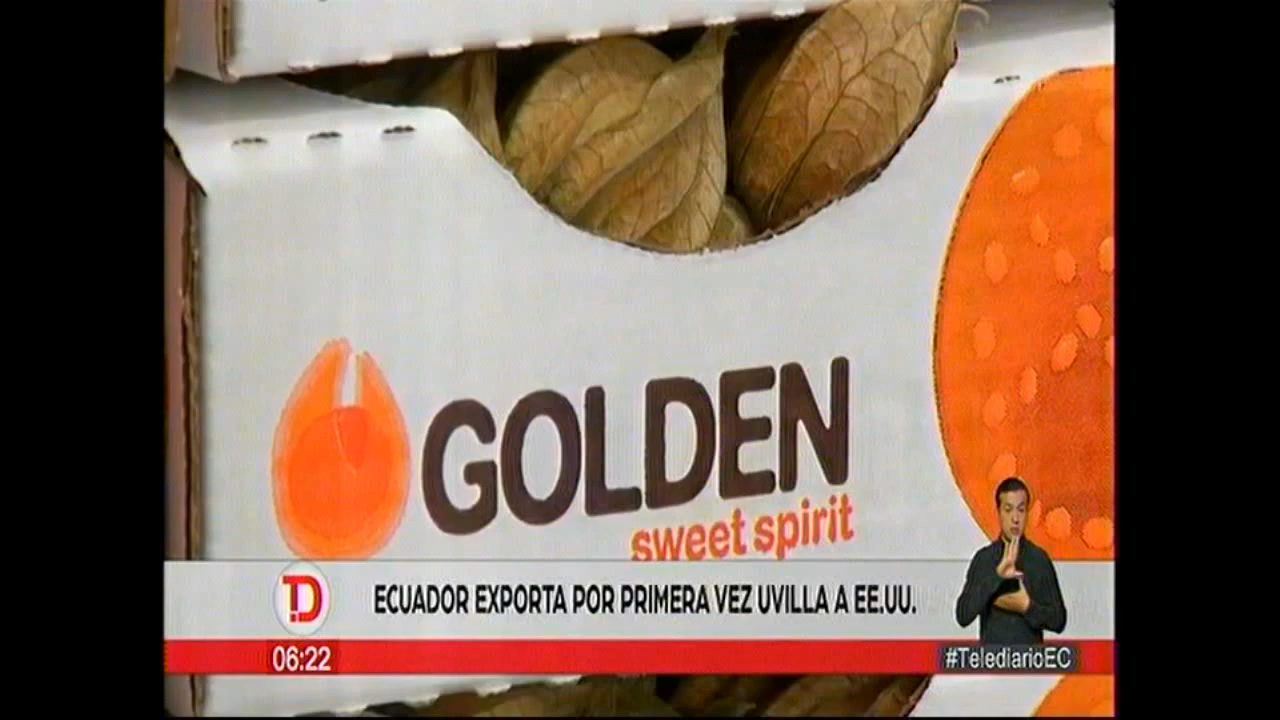 GOLDEN
sweet spirit
TD
ECUADOR EXPORTA POR PRIMERA VEZ UVILLA A EE.UU.
06:22
#TelediarioEC